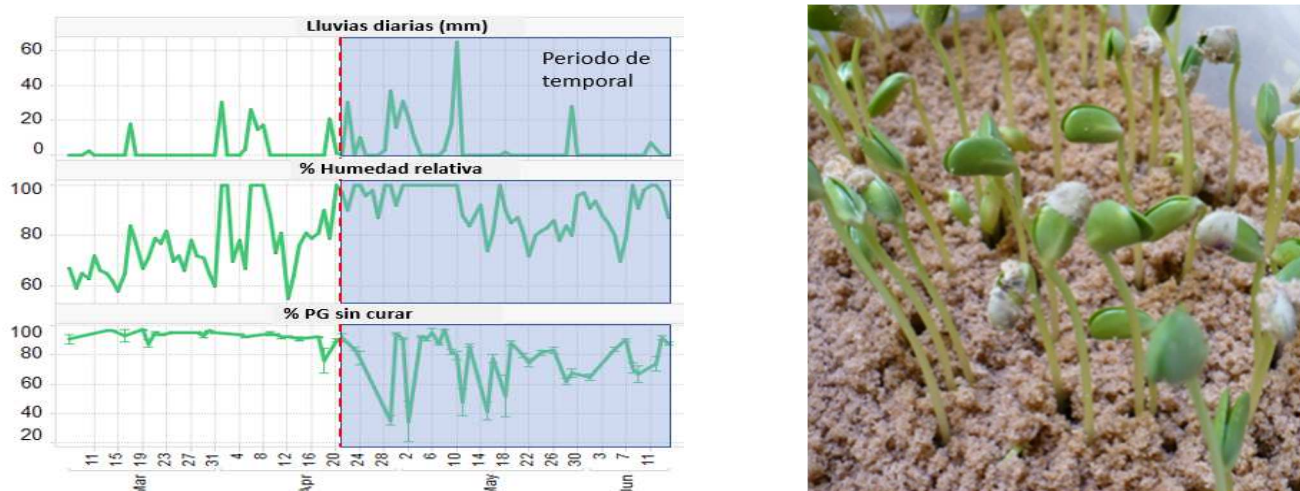 Lluvias diarias (mm)
60
40
20
0
Periodo de
temporal
% Humedad relativa
100
80
60
% PG sin curar
100
80
60
40
20
11 15 19 23 27 31 4 8 12 16 20 24 28 2 6 10 14 18 22 26 30 3 7 11
Mar Apr May Jun